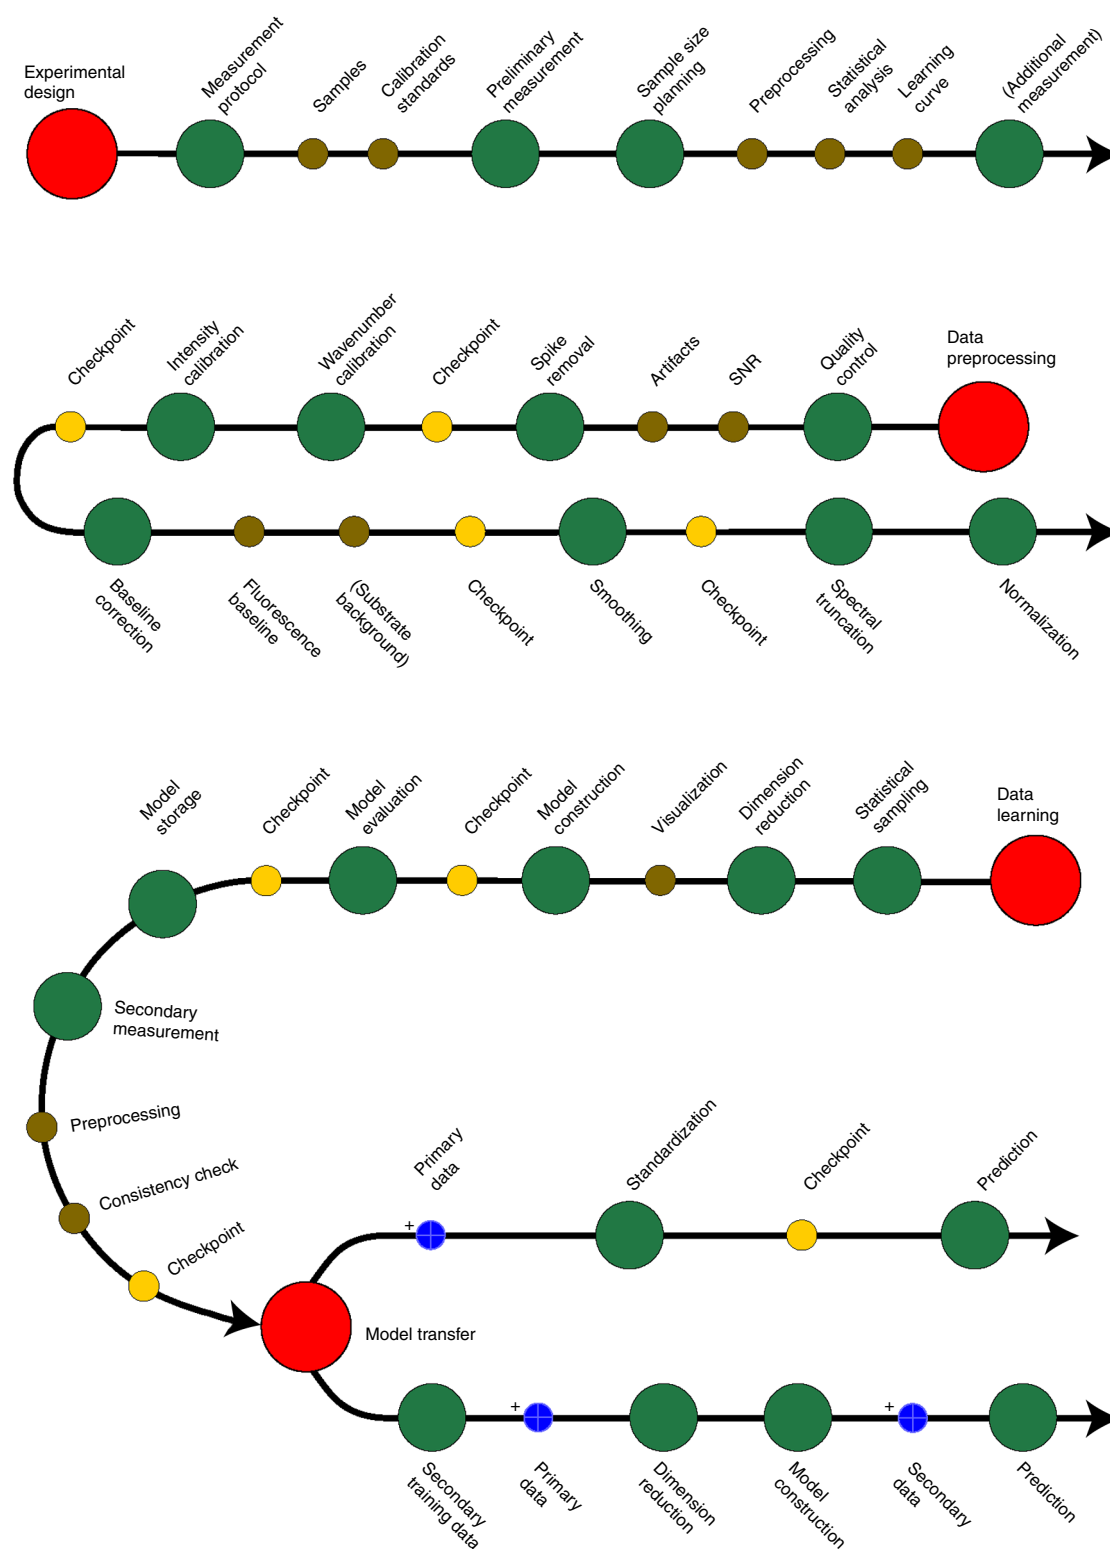 Experimental
design
Measurement
protocol
Samples
Calibration
standards
Preliminary
measurement
Sample size
planning
Preprocessing
Statistical
analysis
Learning
curve
(Additional
measurement)
Checkpoint
Intensity
calibration
Wavenumber
calibration
Checkpoint
Spike
removal
Artifacts
SNR
Quality
control
Data
preprocessing
Baseline
correction
Fluorescence
baseline
(Substrate
background)
Checkpoint
Smoothing
Checkpoint
Spectral
truncation
Normalization
Model
storage
Checkpoint
Model
evaluation
Checkpoint
Model
construction
Visualization
Dimension
reduction
Statistical
sampling
Data
learning
Secondary
measurement
Preprocessing
Consistency check
Checkpoint
Primary
data
+
Standardization
Checkpoint
Prediction
Model transfer
+
+
Secondary
training data
Primary
data
Dimension
reduction
Model
construction
Secondary
data
Prediction